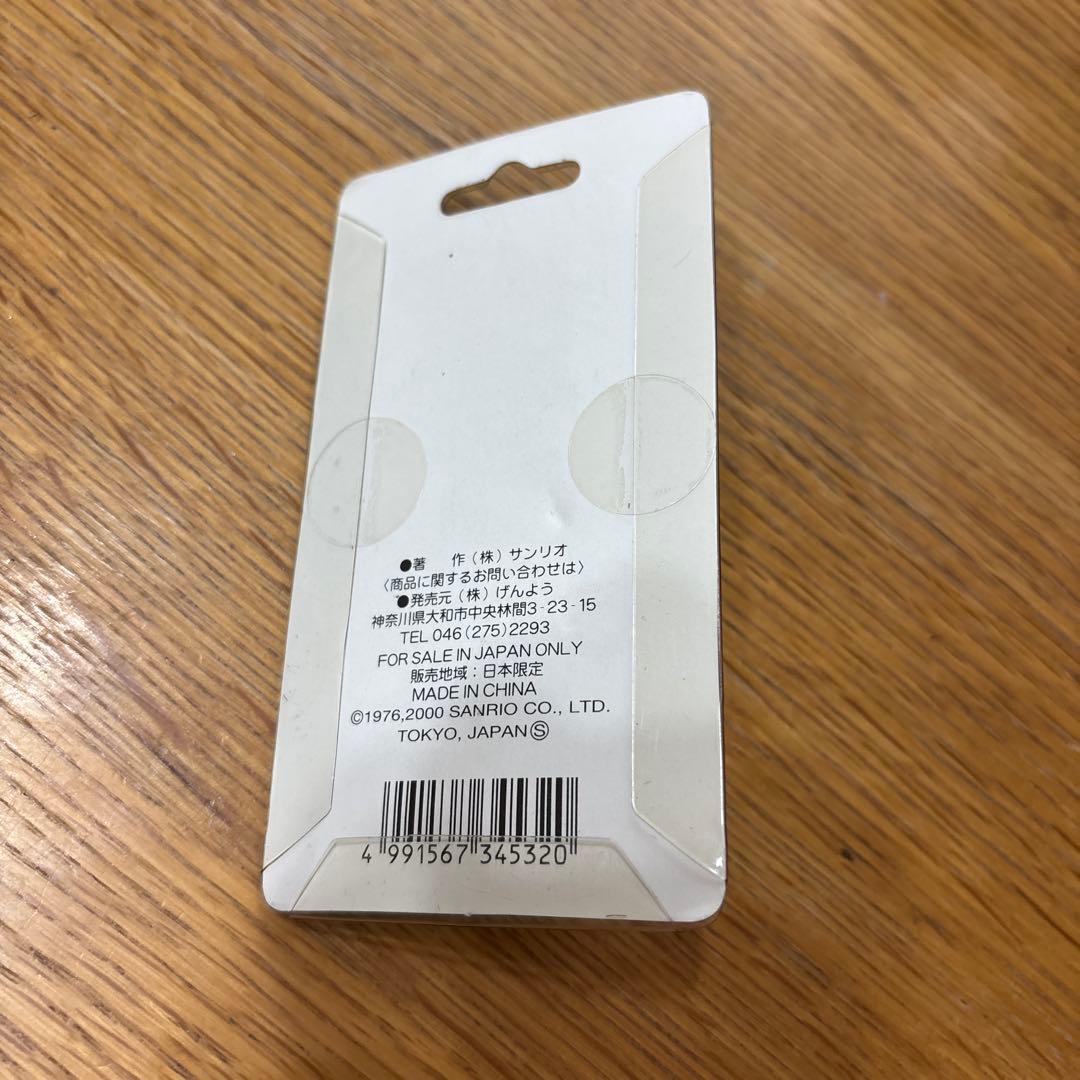 ●著　作（株）サンリオ
〈商品に関するお問い合わせは〉
●発売元（株）げんよう
神奈川県大和市中央林間3-23-15
TEL 046(275)2293
FOR SALE IN JAPAN ONLY
販売地域：日本限定
MADE IN CHINA
©1976,2000 SANRIO CO., LTD.
TOKYO, JAPAN Ⓢ
4 991567 345320